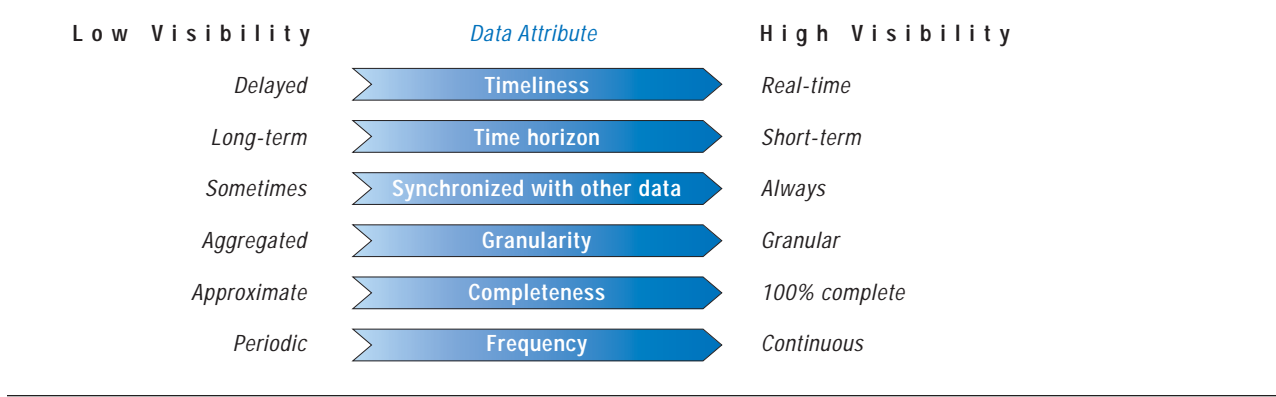 Low Visibility Data Attribute High Visibility
Delayed Timeliness Real-time
Long-term Time horizon Short-term
Sometimes Synchronized with other data Always
Aggregated Granularity Granular
Approximate Completeness 100% complete
Periodic Frequency Continuous